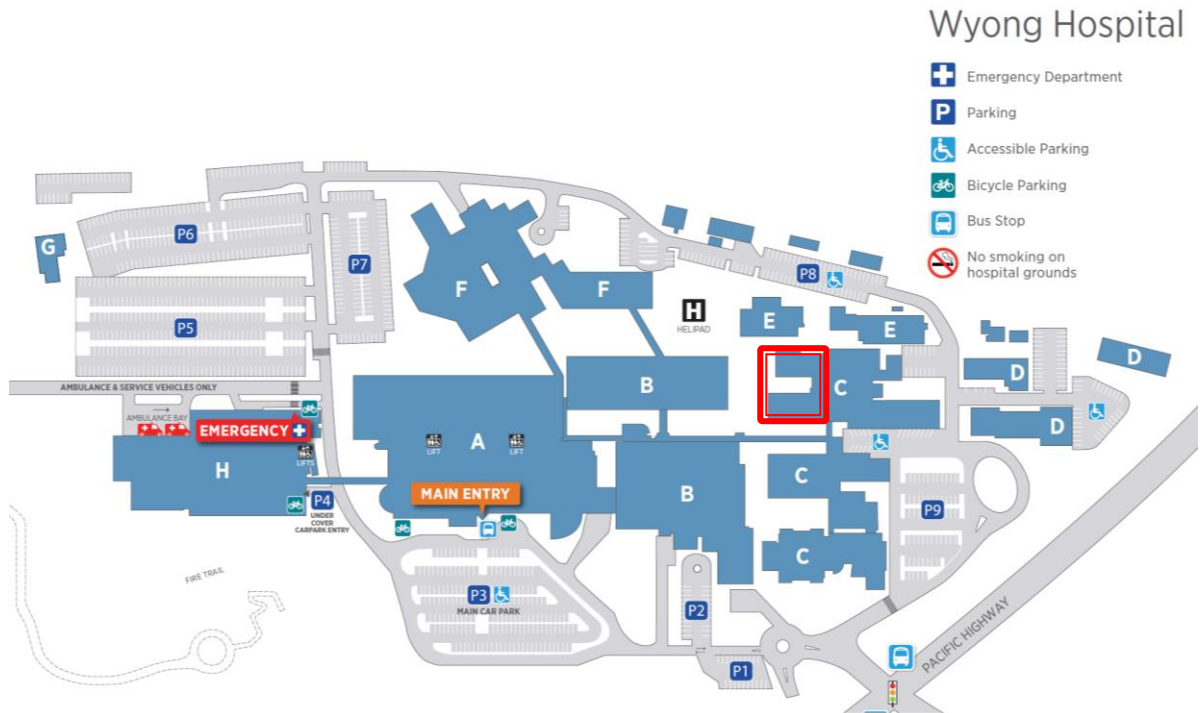 Wyong Hospital
Emergency Department
P
Parking
Accessible Parking
Bicycle Parking
Bus Stop
No smoking on
hospital grounds
G
P6
P7
F
F
P8
H
HELIPAD
E
E
P5
B
C
D
D
AMBULANCE & SERVICE VEHICLES ONLY
AMBULANCE BAY
EMERGENCY
A
LIFT
LIFT
D
LIFTS
H
MAIN ENTRY
B
C
P4
UNDER
COVER
CARPARK ENTRY
P9
C
FIRE TRAIL
P3
MAIN CAR PARK
P2
P1
PACIFIC HIGHWAY